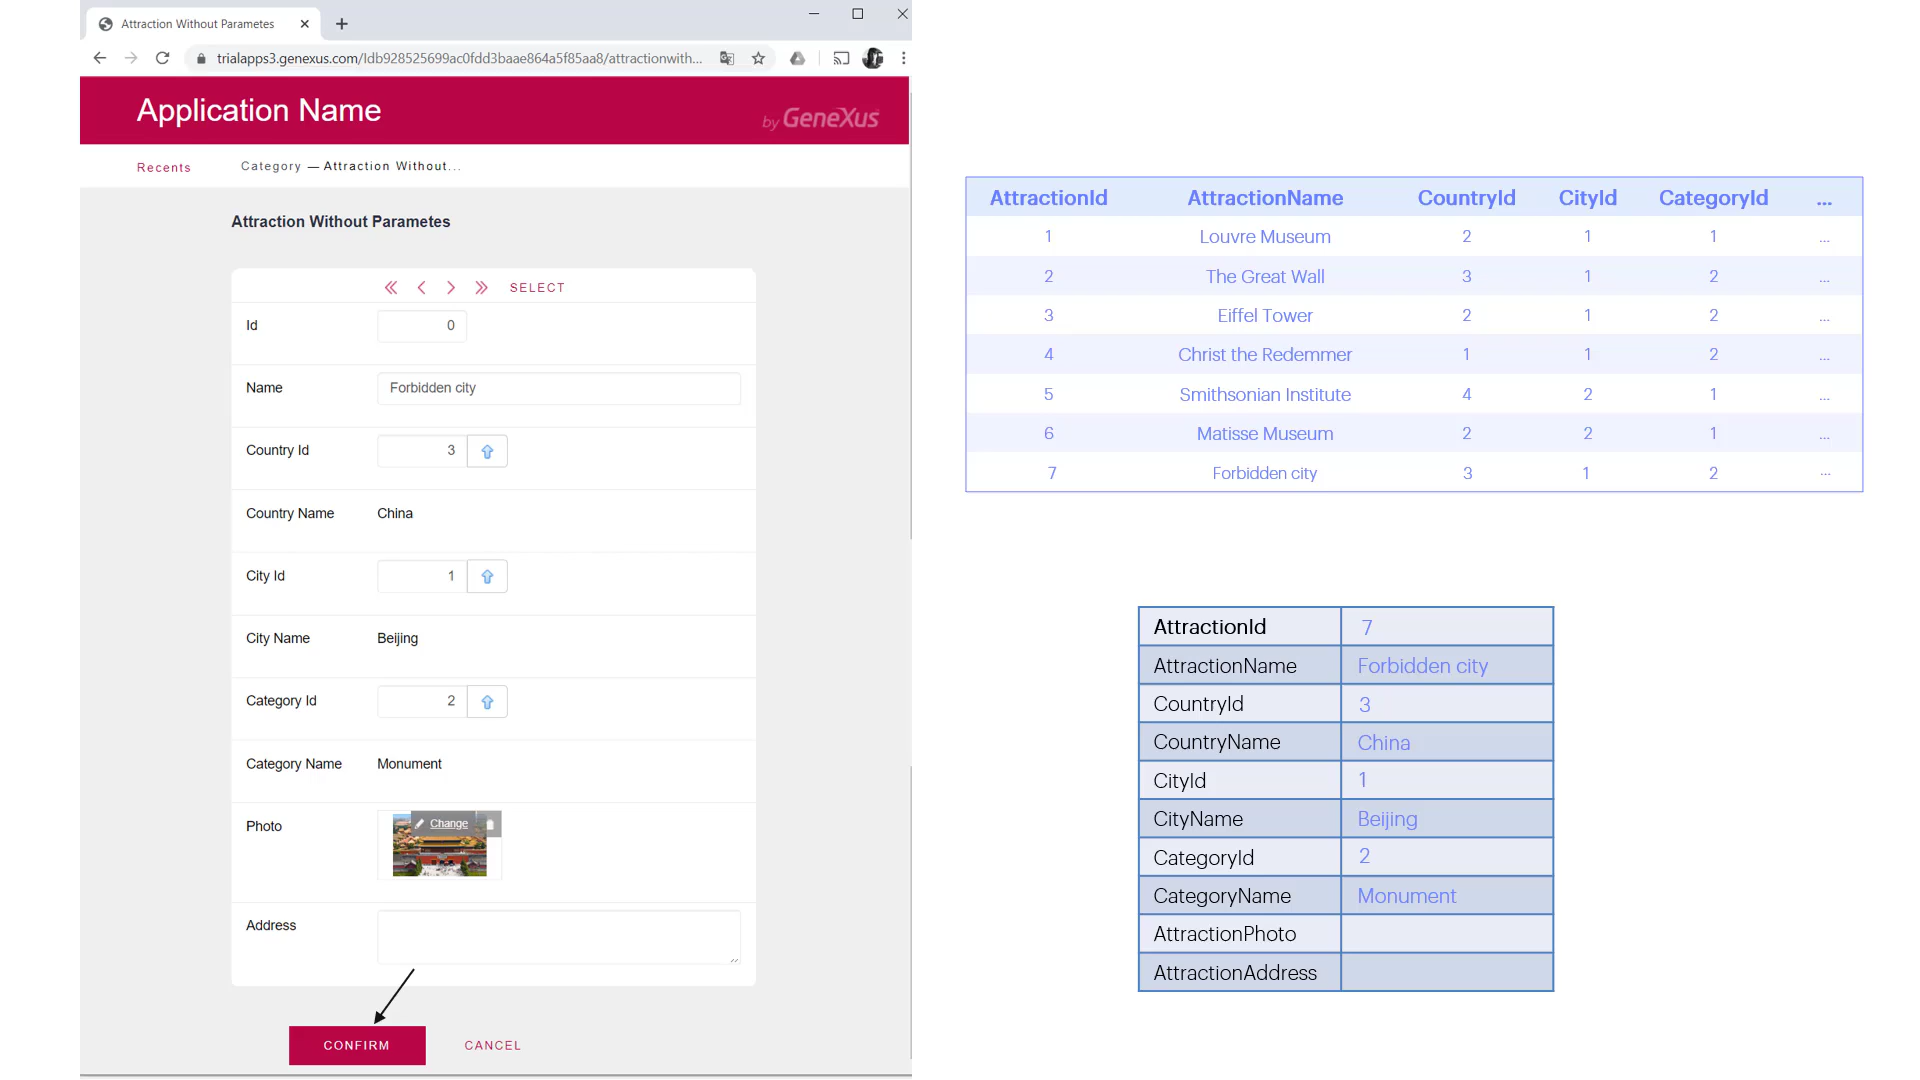 Attraction Without Parametes
trialapps3.genexus.com/Idb928525699ac0fdd3baae864a5f85aa8/attractionwith...
Application Name
by GeneXus
Recents Category — Attraction Without...
Attraction Without Parametes
SELECT
Id 0
Name Forbidden city
Country Id 3
Country Name China
City Id 1
City Name Beijing
Category Id 2
Category Name Monument
Photo Change
Address
CONFIRM CANCEL
AttractionId AttractionName CountryId CityId CategoryId ...
1 Louvre Museum 2 1 1 ...
2 The Great Wall 3 1 2 ...
3 Eiffel Tower 2 1 2 ...
4 Christ the Redemmer 1 1 2 ...
5 Smithsonian Institute 4 2 1 ...
6 Matisse Museum 2 2 1 ...
7 Forbidden city 3 1 2 ...
AttractionId 7
AttractionName Forbidden city
CountryId 3
CountryName China
CityId 1
CityName Beijing
CategoryId 2
CategoryName Monument
AttractionPhoto
AttractionAddress